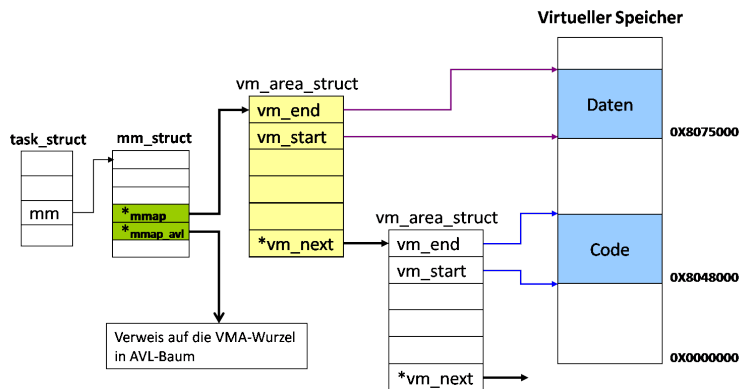 Virtueller Speicher
vm_area_struct
vm_end
vm_start
*vm_next
task_struct
mm
mm_struct
*mmap
*mmap_avl
Verweis auf die VMA-Wurzel
in AVL-Baum
vm_area_struct
vm_end
vm_start
*vm_next
Daten
0X8075000
Code
0X8048000
0X0000000